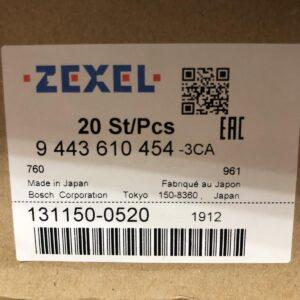 ZEXEL
20 St/Pcs
EAC
9 443 610 454 -3CA
760 961
Made in Japan Fabriqué au Japon
Bosch Corporation Tokyo 150-8360 , Japan
131150-0520 1912